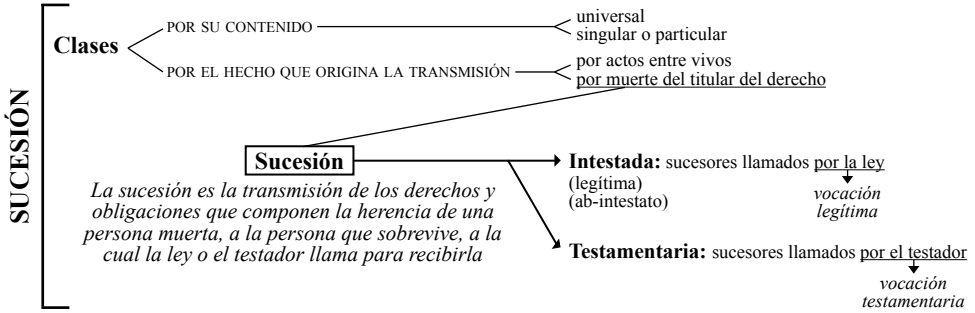 SUCESIÓN
Clases
POR SU CONTENIDO
universal
singular o particular
POR EL HECHO QUE ORIGINA LA TRANSMISIÓN
por actos entre vivos
por muerte del titular del derecho
Sucesión
La sucesión es la transmisión de los derechos y
obligaciones que componen la herencia de una
persona muerta, a la persona que sobrevive, a la
cual la ley o el testador llama para recibirla
Intestada: sucesores llamados por la ley
(legítima)
(ab-intestato)
vocación
legítima
Testamentaria: sucesores llamados por el testador
vocación
testamentaria